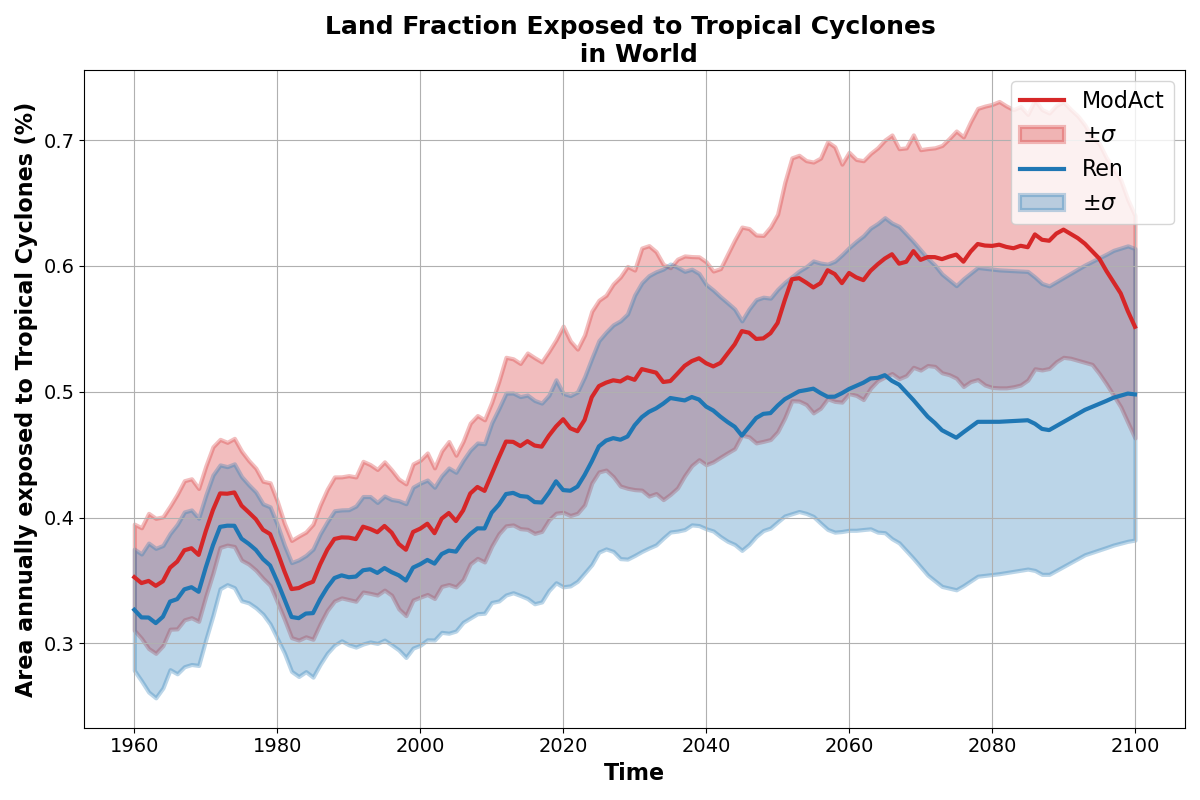 Land Fraction Exposed to Tropical Cyclones
in World
Area annually exposed to Tropical Cyclones (%)
0.7
0.6
0.5
0.4
0.3
ModAct
±σ
Ren
±σ
1960
1980
2000
2020
2040
2060
2080
2100
Time